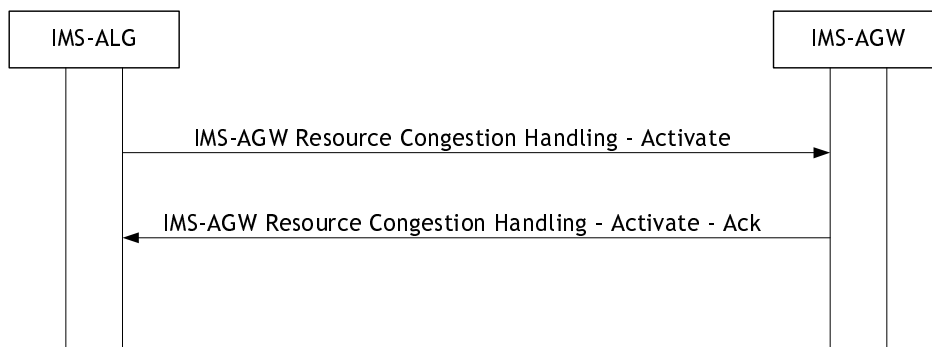 IMS-ALG
IMS-AGW
IMS-AGW Resource Congestion Handling - Activate
IMS-AGW Resource Congestion Handling – Activate - Ack